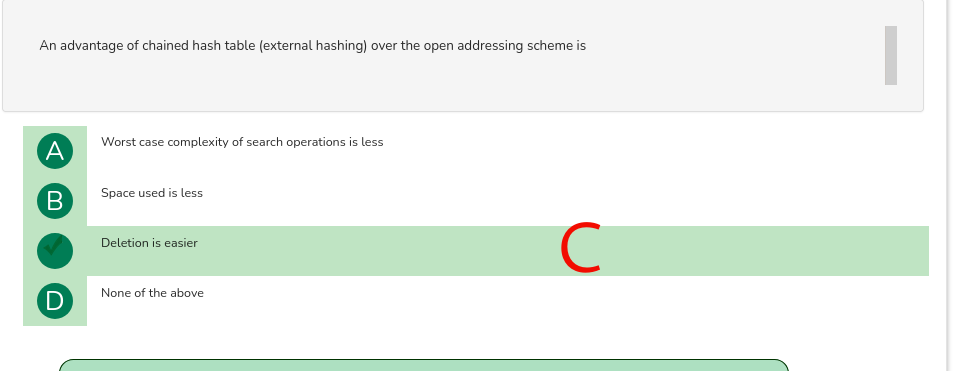 An advantage of chained hash table (external hashing) over the open addressing scheme is
A Worst case complexity of search operations is less
B Space used is less
Deletion is easier C
D None of the above